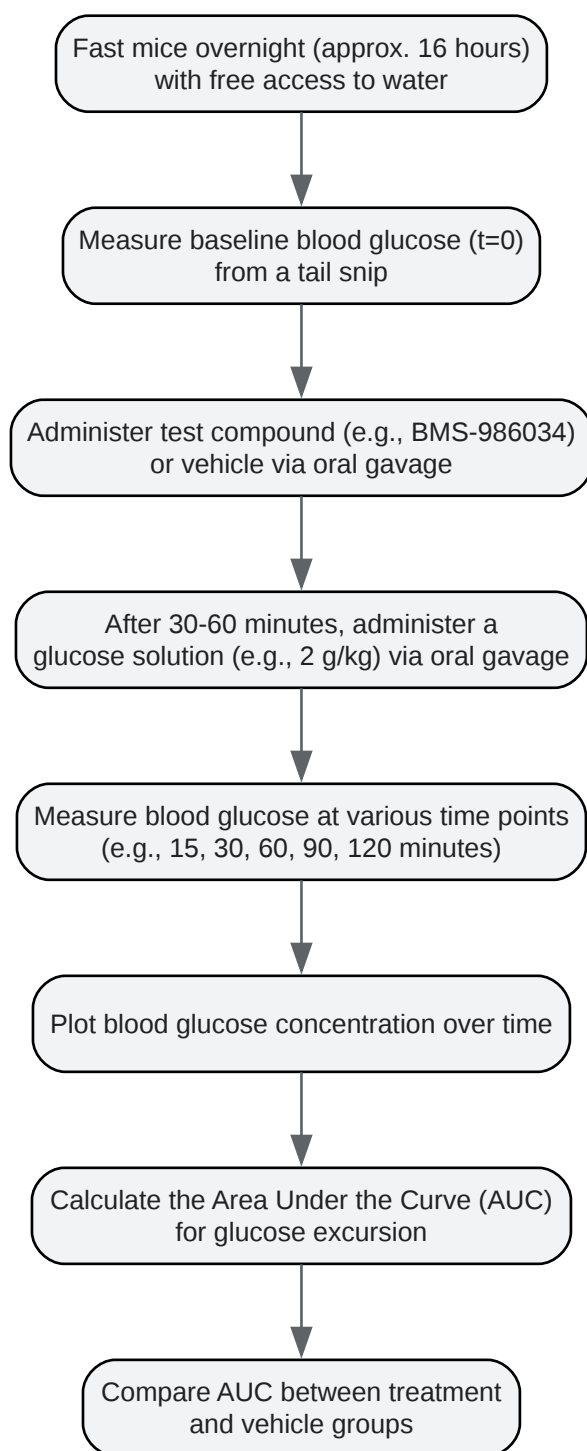 Fast mice overnight (approx. 16 hours)
with free access to water
Measure baseline blood glucose (t=0)
from a tail snip
Administer test compound (e.g., BMS-986034)
or vehicle via oral gavage
After 30-60 minutes, administer a
glucose solution (e.g., 2 g/kg) via oral gavage
Measure blood glucose at various time points
(e.g., 15, 30, 60, 90, 120 minutes)
Plot blood glucose concentration over time
Calculate the Area Under the Curve (AUC)
for glucose excursion
Compare AUC between treatment
and vehicle groups